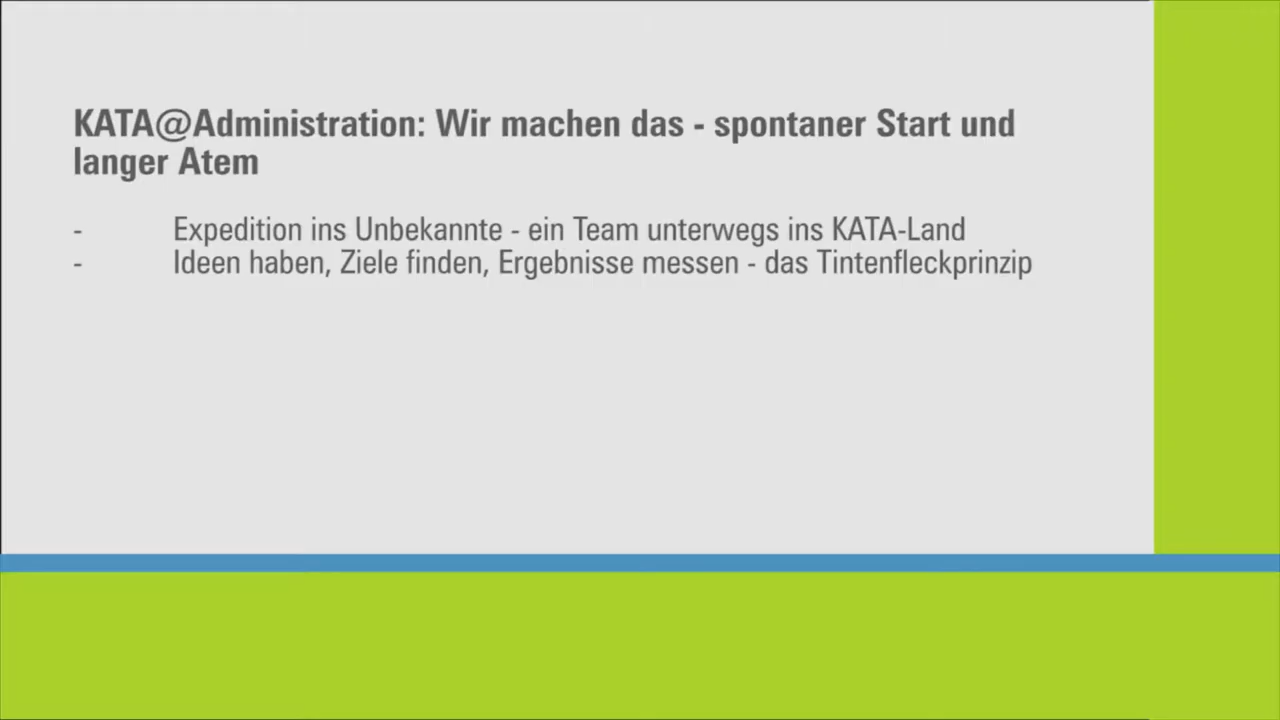 KATA@Administration: Wir machen das - spontaner Start und
langer Atem
- Expedition ins Unbekannte - ein Team unterwegs ins KATA-Land
- Ideen haben, Ziele finden, Ergebnisse messen - das Tintenfleckprinzip